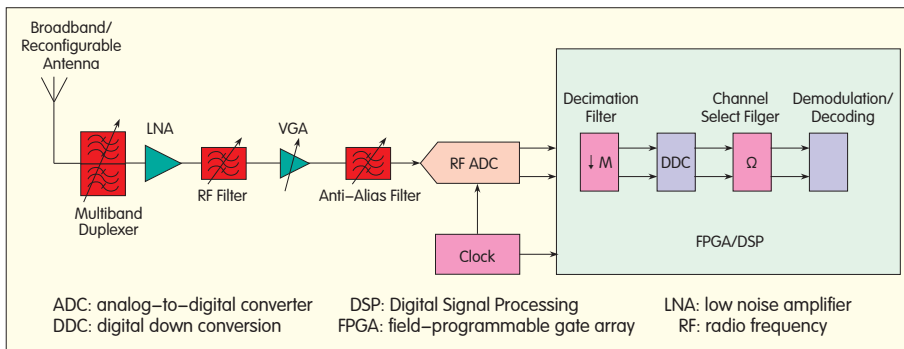 Broadband/
Reconfigurable
Antenna
LNA
VGA
RF Filter
Anti-Alias Filter
Multiband
Duplexer
RF ADC
Clock
Decimation
Filter
Channel
Select Filger
Demodulation/
Decoding
↓ M
DDC
Ω
FPGA/DSP
ADC: analog-to-digital converter
DSP: Digital Signal Processing
LNA: low noise amplifier
DDC: digital down conversion
FPGA: field-programmable gate array
RF: radio frequency